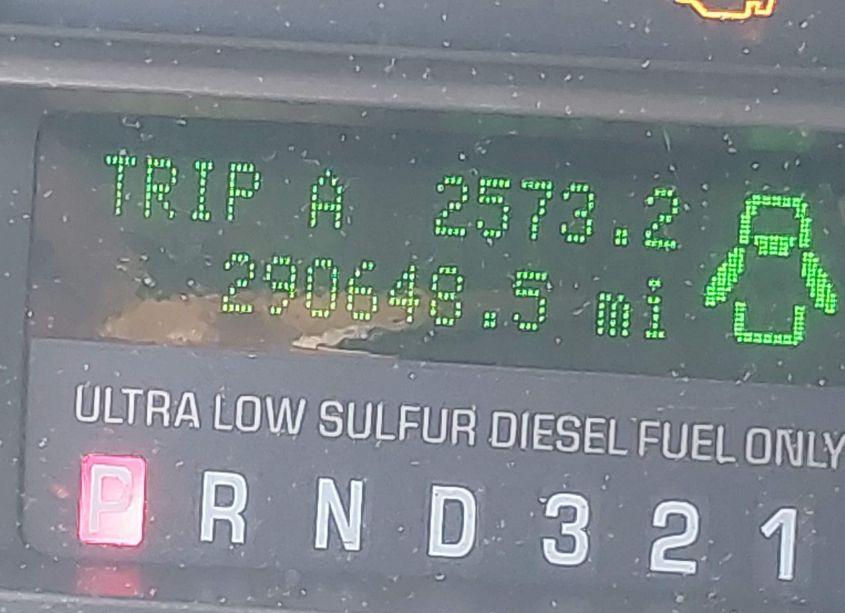 TRIP A 2573.2
290648.5 mi
ULTRA LOW SULFUR DIESEL FUEL ONLY
P R N D 3 2 1